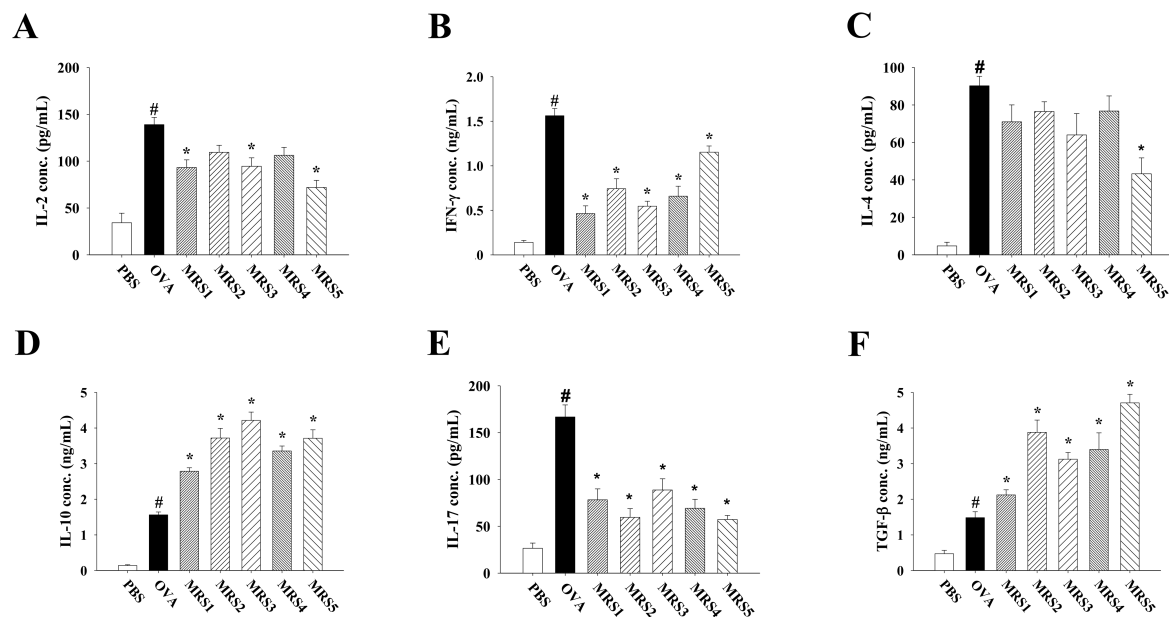 A
IL-2 conc. (pg/mL)
200
150
100
50
0
#
*
*
*
PBS
OVA
MRS1
MRS2
MRS3
MRS4
MRS5
B
IFN-γ conc. (ng/mL)
2.0
1.5
1.0
0.5
0.0
#
*
*
*
*
*
PBS
OVA
MRS1
MRS2
MRS3
MRS4
MRS5
C
IL-4 conc. (pg/mL)
100
80
60
40
20
0
#
*
PBS
OVA
MRS1
MRS2
MRS3
MRS4
MRS5
D
IL-10 conc. (ng/mL)
5
4
3
2
1
0
#
*
*
*
*
*
PBS
OVA
MRS1
MRS2
MRS3
MRS4
MRS5
E
IL-17 conc. (pg/mL)
200
150
100
50
0
#
*
*
*
*
*
PBS
OVA
MRS1
MRS2
MRS3
MRS4
MRS5
F
TGF-β conc. (ng/mL)
5
4
3
2
1
0
#
*
*
*
*
*
PBS
OVA
MRS1
MRS2
MRS3
MRS4
MRS5